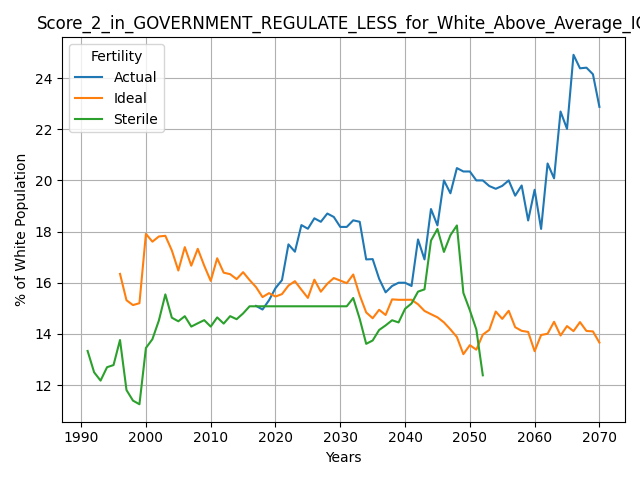 Score_2_in_GOVERNMENT_REGULATE_LESS_for_White_Above_Average_IQ
Fertility
Actual
Ideal
Sterile
% of White Population
24
22
20
18
16
14
12
1990 2000 2010 2020 2030 2040 2050 2060 2070
Years